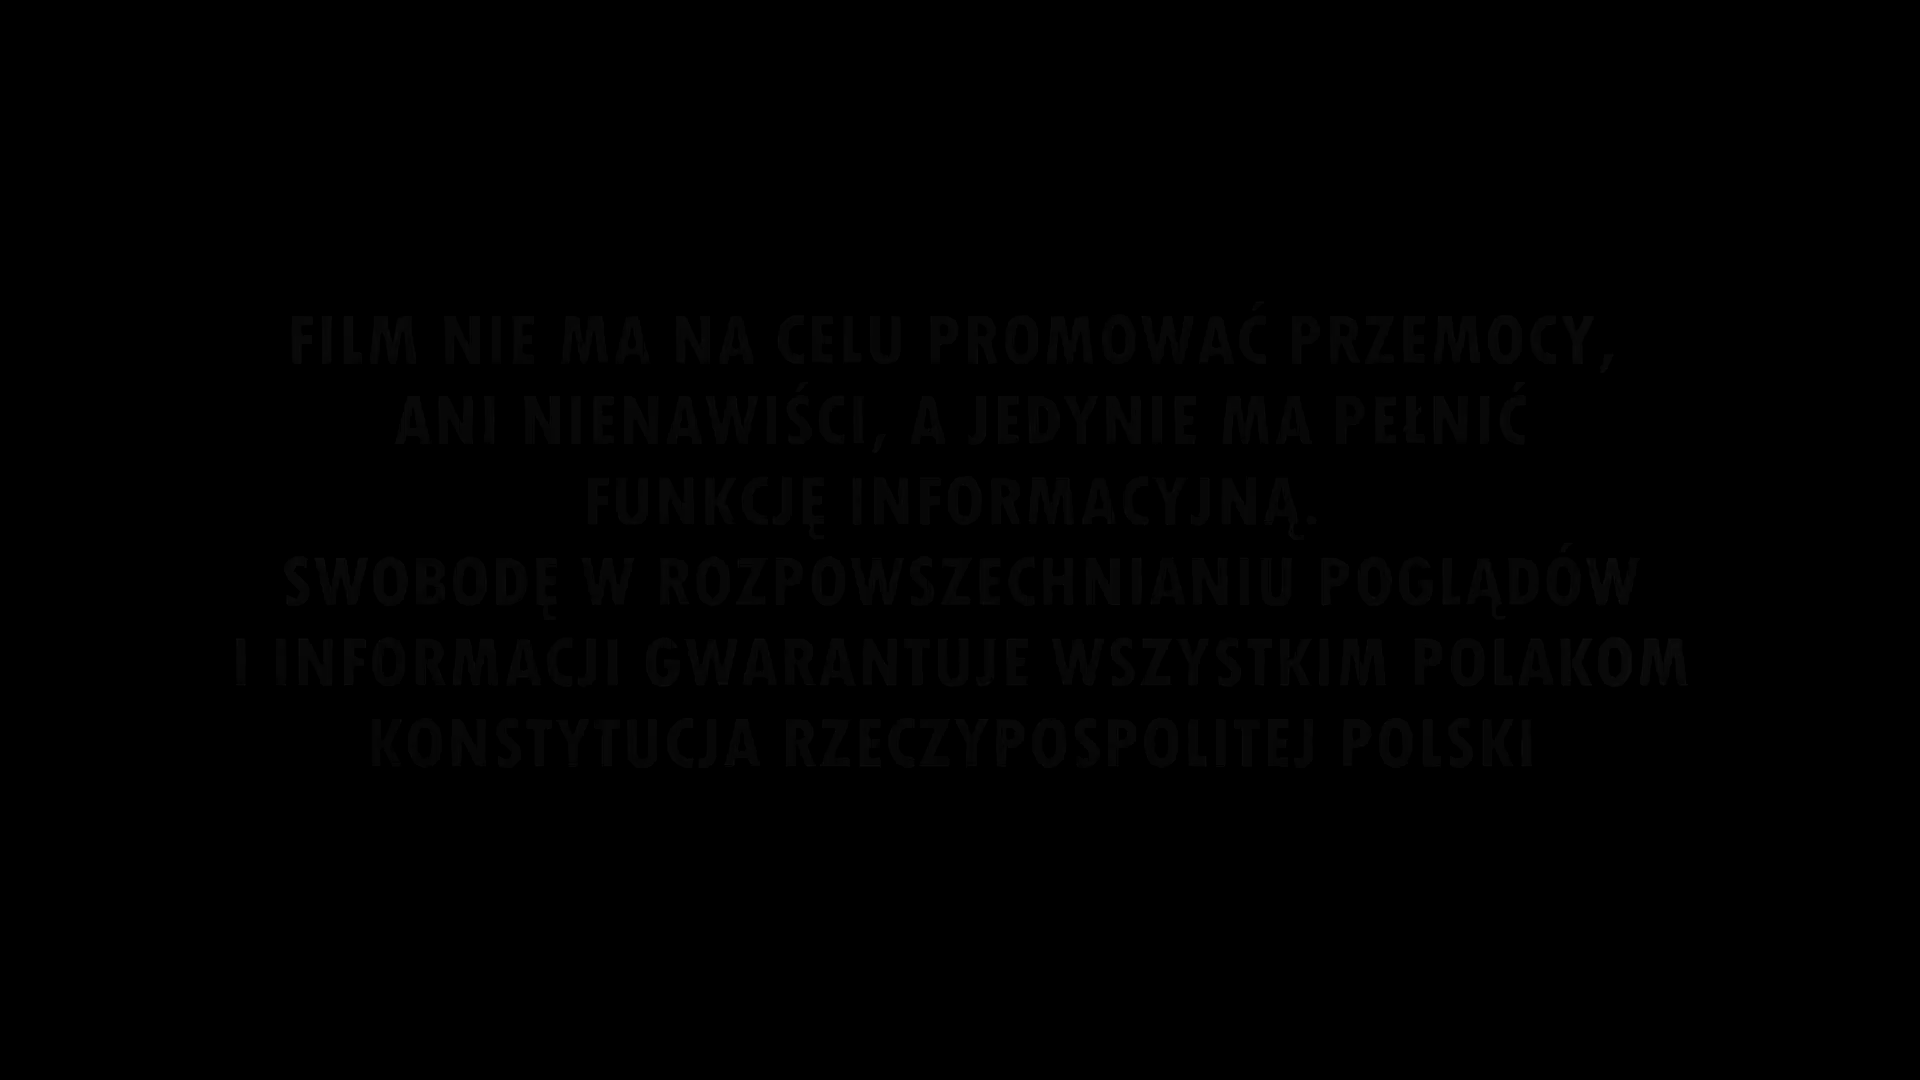 FILM NIE MA NA CELU PROMOWAĆ PRZEMOCY,
ANI NIENAWIŚCI, A JEDYNIE MA PEŁNIĆ
FUNKCJĘ INFORMACYJNĄ.
SWOBODĘ W ROZPOWSZECHNIANIU POGLĄDÓW
I INFORMACJI GWARANTUJE WSZYSTKIM POLAKOM
KONSTYTUCJA RZECZYPOSPOLITEJ POLSKI